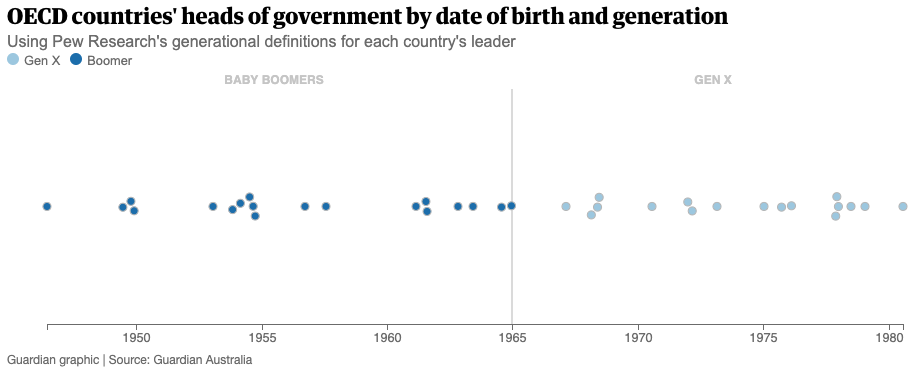 OECD countries' heads of government by date of birth and generation
Using Pew Research's generational definitions for each country's leader
Gen X Boomer
BABY BOOMERS GEN X
1950 1955 1960 1965 1970 1975 1980
Guardian graphic | Source: Guardian Australia